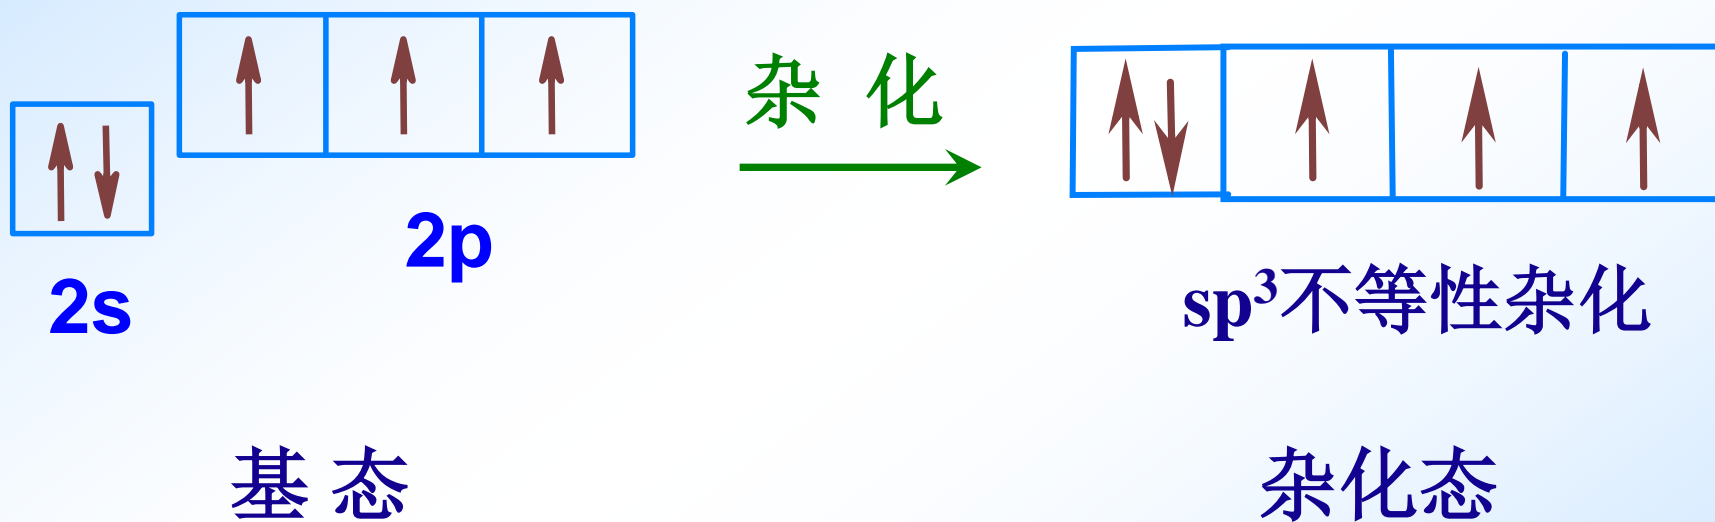 杂 化
2p
2s
sp³不等性杂化
基 态
杂化态